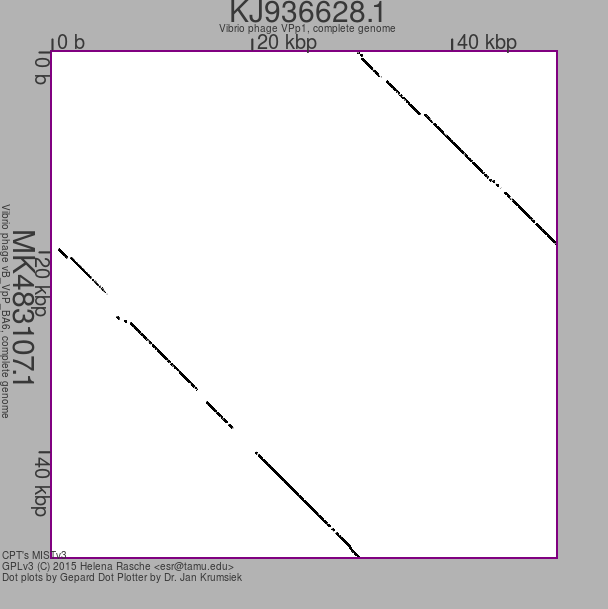 KJ936628.1
Vibrio phage VPp1, complete genome
0 b
20 kbp
40 kbp
0 b
20 kbp
40 kbp
MK483107.1
Vibrio phage vB_VpP_BA6, complete genome
CPT's MISTv3
GPLv3 (C) 2015 Helena Rasche <esr@tamu.edu>
Dot plots by Gepard Dot Plotter by Dr. Jan Krumsiek